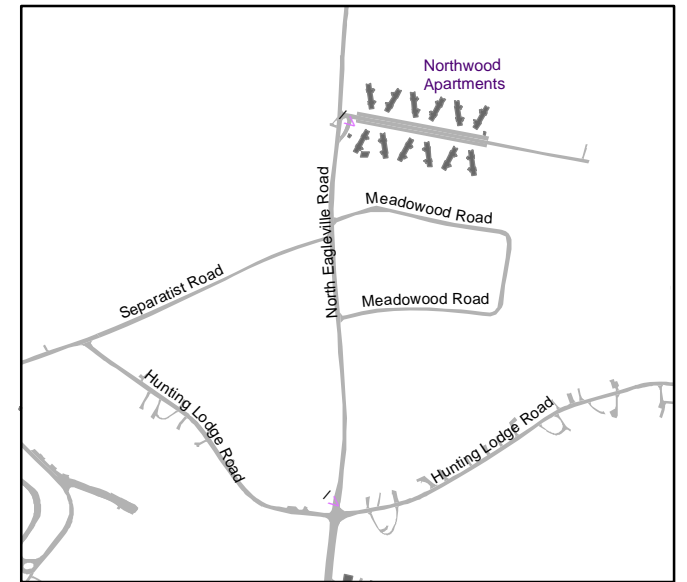 Northwood
Apartments
Meadowood Road
North Eagleville Road
Separatist Road
Meadowood Road
Hunting Lodge Road
Hunting Lodge Road